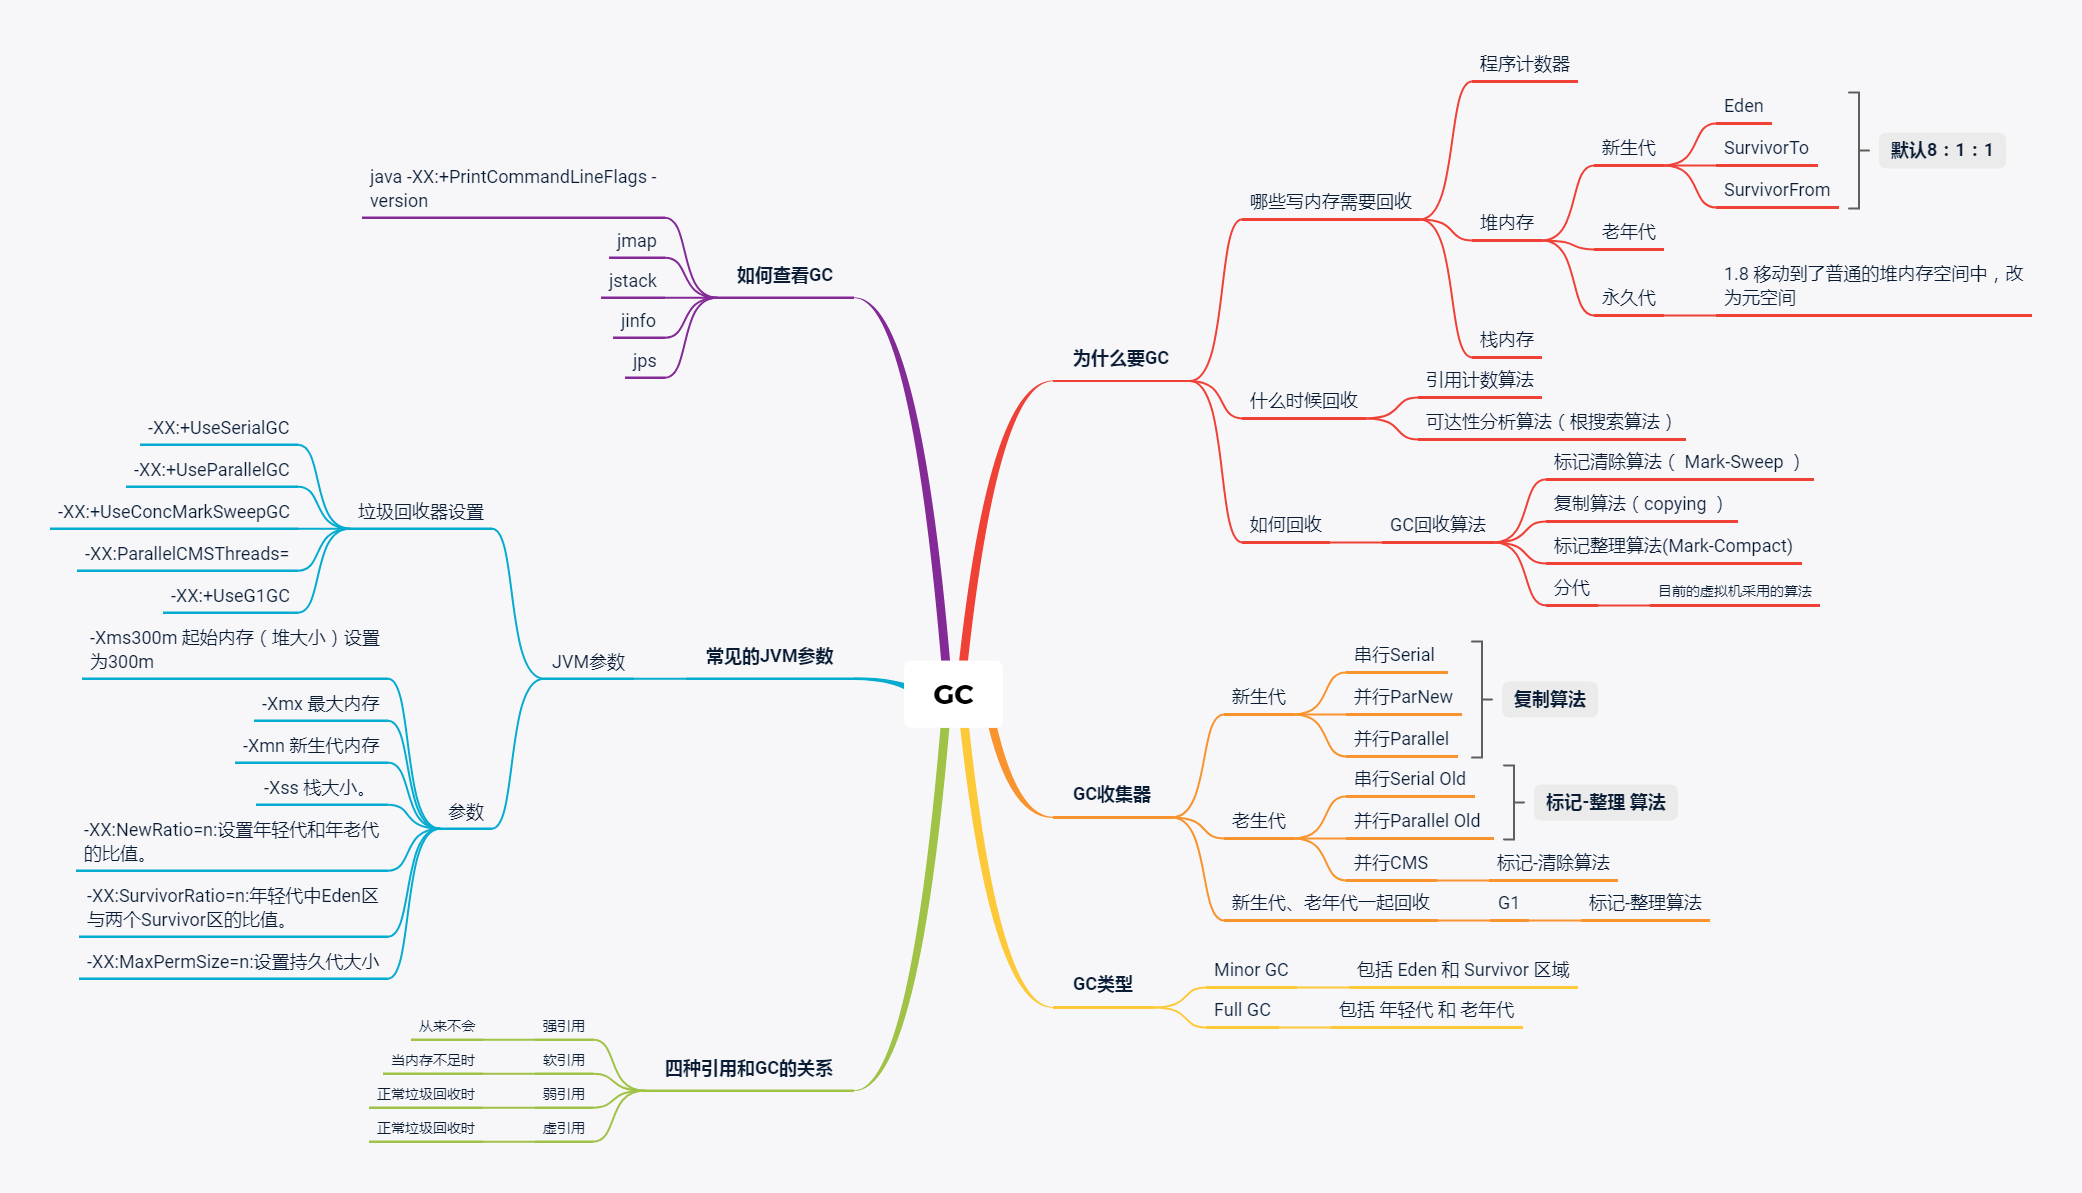 GC
为什么要GC
哪些写内存需要回收
程序计数器
堆内存
新生代
Eden
SurvivorTo
SurvivorFrom
默认8：1：1
老年代
永久代
1.8 移动到了普通的堆内存空间中，改
为元空间
栈内存
什么时候回收
引用计数算法
可达性分析算法（根搜索算法）
如何回收
GC回收算法
标记清除算法（ Mark-Sweep ）
复制算法（copying ）
标记整理算法(Mark-Compact)
分代
目前的虚拟机采用的算法
GC收集器
新生代
串行Serial
并行ParNew
并行Parallel
复制算法
老生代
串行Serial Old
并行Parallel Old
标记-整理 算法
并行CMS
标记-清除算法
新生代、老年代一起回收
G1
标记-整理算法
GC类型
Minor GC
包括 Eden 和 Survivor 区域
Full GC
包括 年轻代 和 老年代
如何查看GC
java -XX:+PrintCommandLineFlags -
version
jmap
jstack
jinfo
jps
常见的JVM参数
JVM参数
垃圾回收器设置
-XX:+UseSerialGC
-XX:+UseParallelGC
-XX:+UseConcMarkSweepGC
-XX:ParallelCMSThreads=
-XX:+UseG1GC
参数
-Xms300m 起始内存（堆大小）设置
为300m
-Xmx 最大内存
-Xmn 新生代内存
-Xss 栈大小。
-XX:NewRatio=n:设置年轻代和年老代
的比值。
-XX:SurvivorRatio=n:年轻代中Eden区
与两个Survivor区的比值。
-XX:MaxPermSize=n:设置持久代大小
四种引用和GC的关系
强引用
从来不会
软引用
当内存不足时
弱引用
正常垃圾回收时
虚引用
正常垃圾回收时